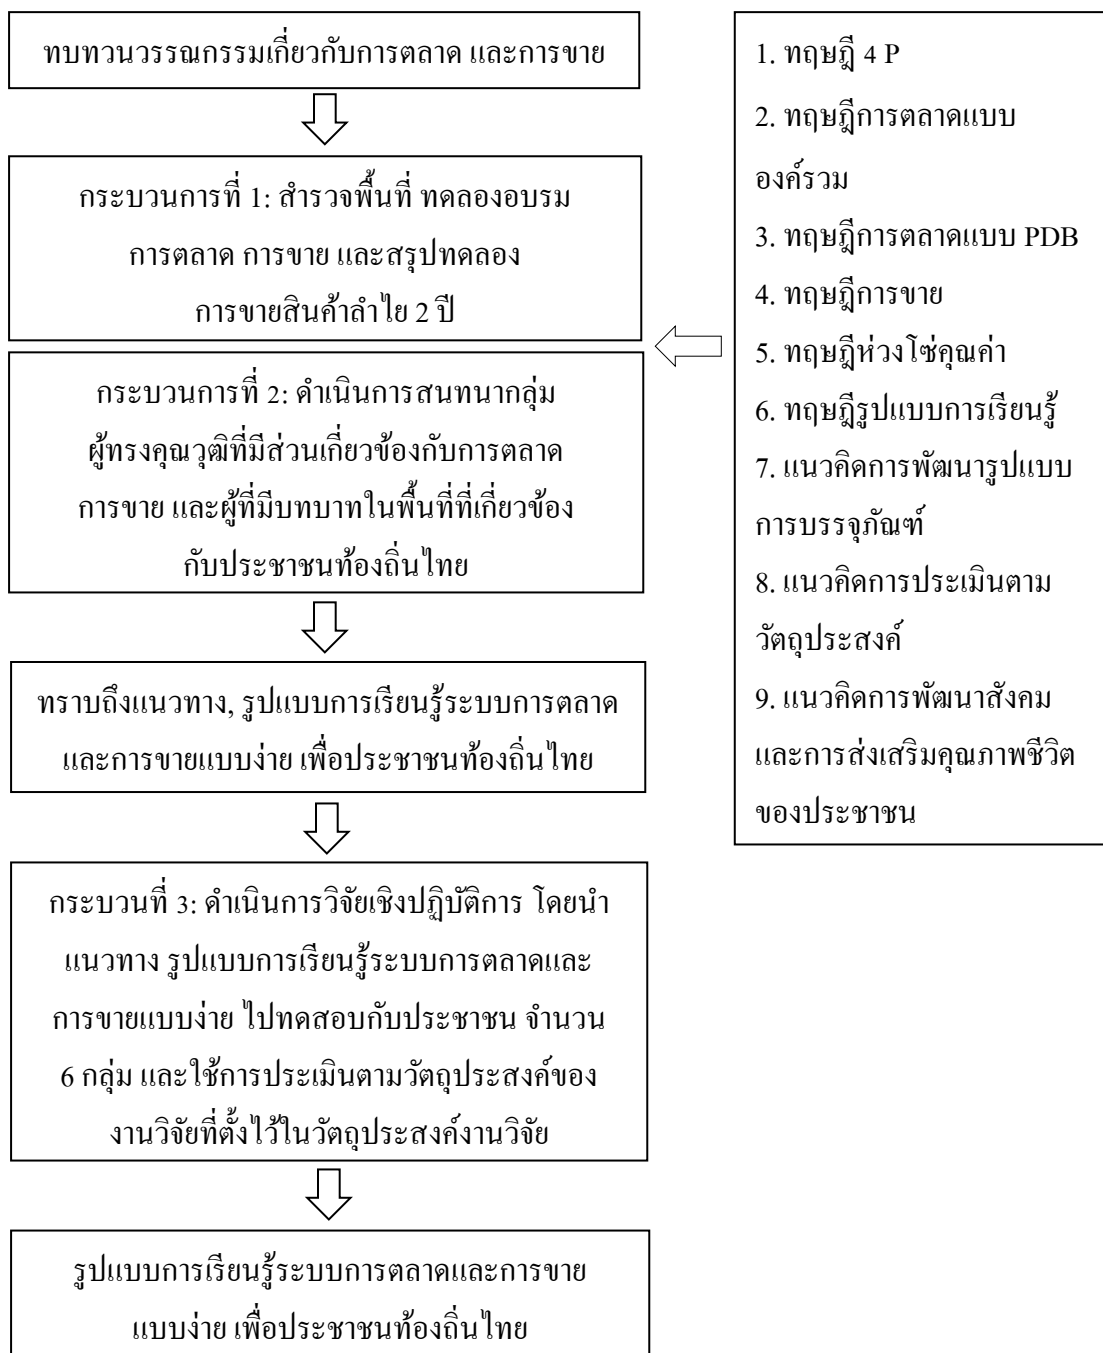 ทบทวนวรรณกรรมเกี่ยวกับการตลาด และการขาย
กระบวนการที่ 1: สำรวจพื้นที่ ทดลองอบรม
การตลาด การขาย และสรุปทดลอง
การขายสินค้าลำไย 2 ปี
กระบวนการที่ 2: ดำเนินการสนทนากลุ่ม
ผู้ทรงคุณวุฒิที่มีส่วนเกี่ยวข้องกับการตลาด
การขาย และผู้ที่มีบทบาทในพื้นที่ที่เกี่ยวข้อง
กับประชาชนท้องถิ่นไทย
ทราบถึงแนวทาง, รูปแบบการเรียนรู้ระบบการตลาด
และการขายแบบง่าย เพื่อประชาชนท้องถิ่นไทย
กระบวนที่ 3: ดำเนินการวิจัยเชิงปฏิบัติการ โดยนำ
แนวทาง รูปแบบการเรียนรู้ระบบการตลาดและ
การขายแบบง่าย ไปทดสอบกับประชาชน จำนวน
6 กลุ่ม และใช้การประเมินตามวัตถุประสงค์ของ
งานวิจัยที่ตั้งไว้ในวัตถุประสงค์งานวิจัย
รูปแบบการเรียนรู้ระบบการตลาดและการขาย
แบบง่าย เพื่อประชาชนท้องถิ่นไทย
1. ทฤษฎี 4 P
2. ทฤษฎีการตลาดแบบ
องค์รวม
3. ทฤษฎีการตลาดแบบ PDB
4. ทฤษฎีการขาย
5. ทฤษฎีห่วงโซ่คุณค่า
6. ทฤษฎีรูปแบบการเรียนรู้
7. แนวคิดการพัฒนารูปแบบ
การบรรจุภัณฑ์
8. แนวคิดการประเมินตาม
วัตถุประสงค์
9. แนวคิดการพัฒนาสังคม
และการส่งเสริมคุณภาพชีวิต
ของประชาชน